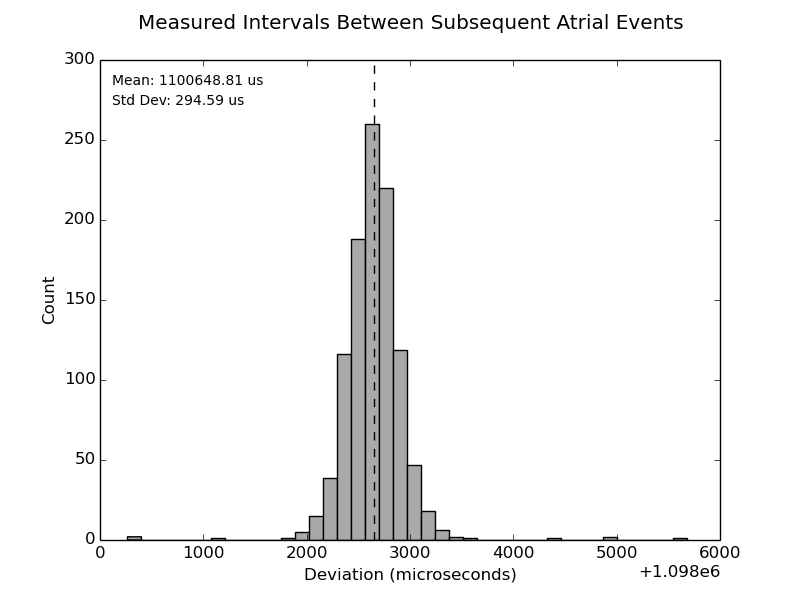 Measured Intervals Between Subsequent Atrial Events
300
Mean: 1100648.81 us
Std Dev: 294.59 us
250
200
150
100
50
0
Count
0 1000 2000 3000 4000 5000 6000
Deviation (microseconds)
+1.098e6